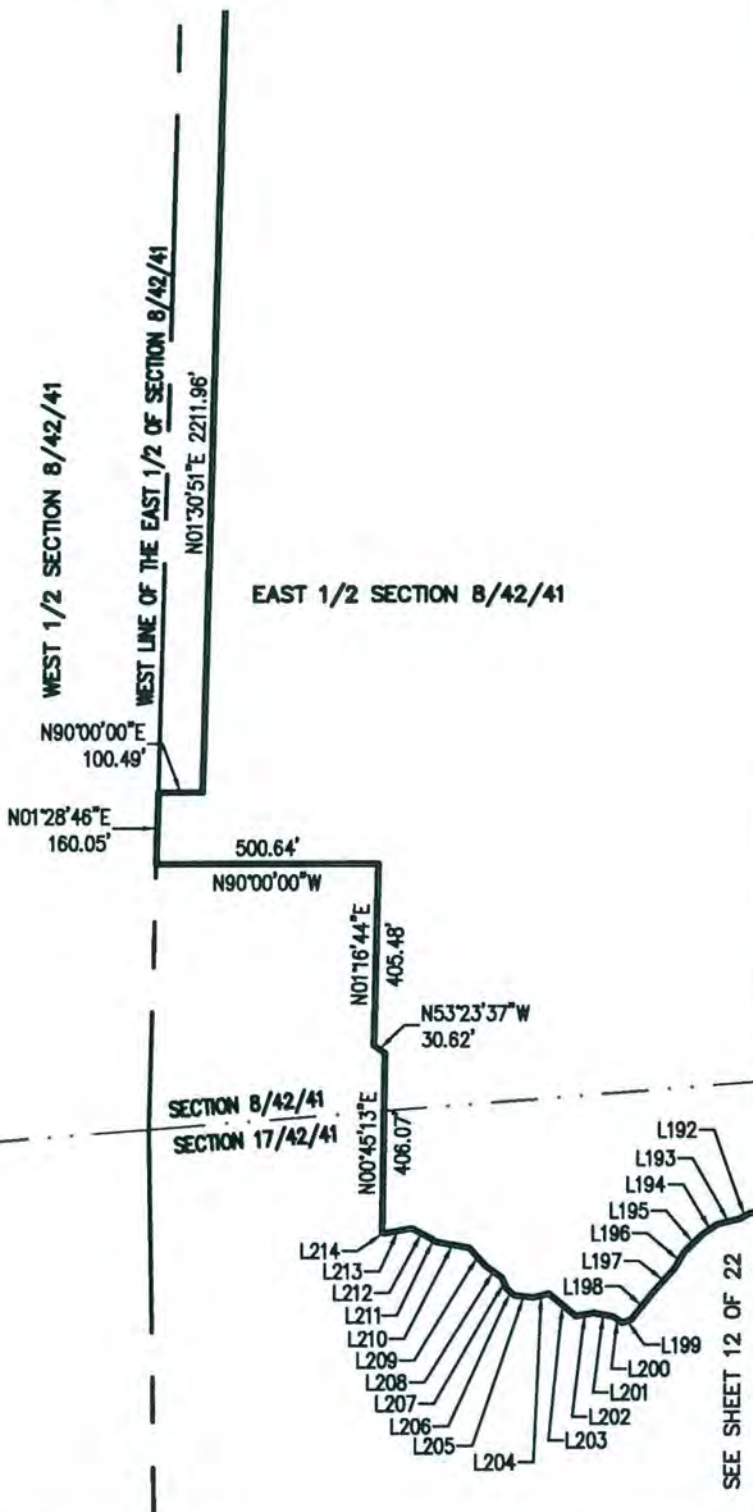 WEST 1/2 SECTION 8/42/41
WEST LINE OF THE EAST 1/2 OF SECTION 8/42/41
N01°30'51"E 2211.96'
EAST 1/2 SECTION 8/42/41
N90°00'00"E
100.49'
N01°28'46"E
160.05'
500.64'
N90°00'00"W
N01°16'44"E
405.48'
N53°23'37"W
30.62'
SECTION 8/42/41
SECTION 17/42/41
N00°45'13"E
406.07'
L192
L193
L194
L195
L196
L197
L198
L199
L200
L201
L202
L203
L204
L205
L206
L207
L208
L209
L210
L211
L212
L213
L214
SEE SHEET 12 OF 22